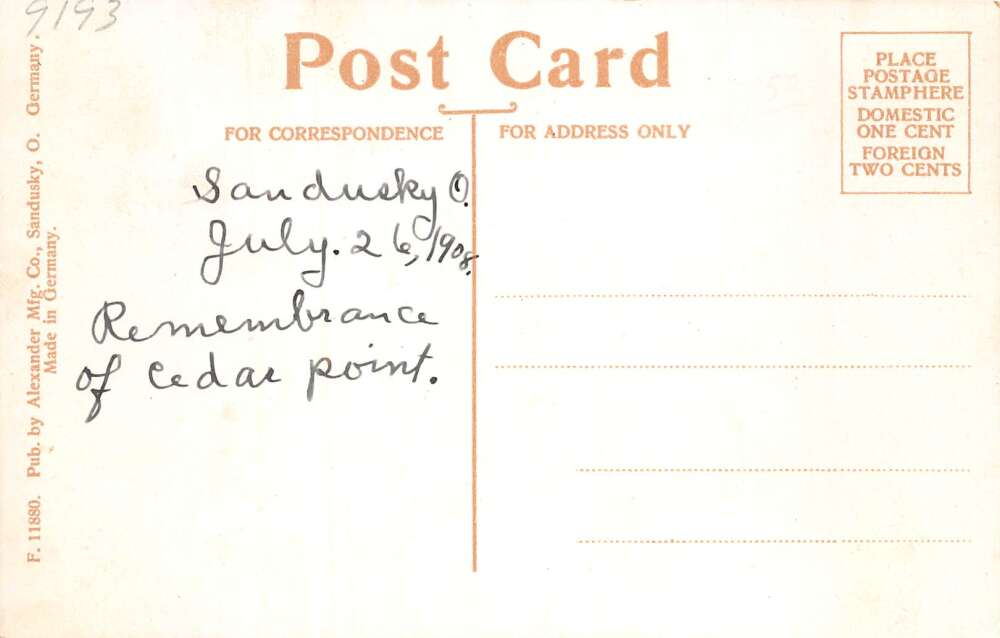 9193
Post Card
FOR CORRESPONDENCE
FOR ADDRESS ONLY
PLACE
POSTAGE
STAMPHERE
DOMESTIC
ONE CENT
FOREIGN
TWO CENTS
Sandusky O.
July. 26, 1908.
Remembrance
of Cedar point.
F. 11880. Pub. by Alexander Mfg. Co., Sandusky, O. Germany.
Made in Germany.